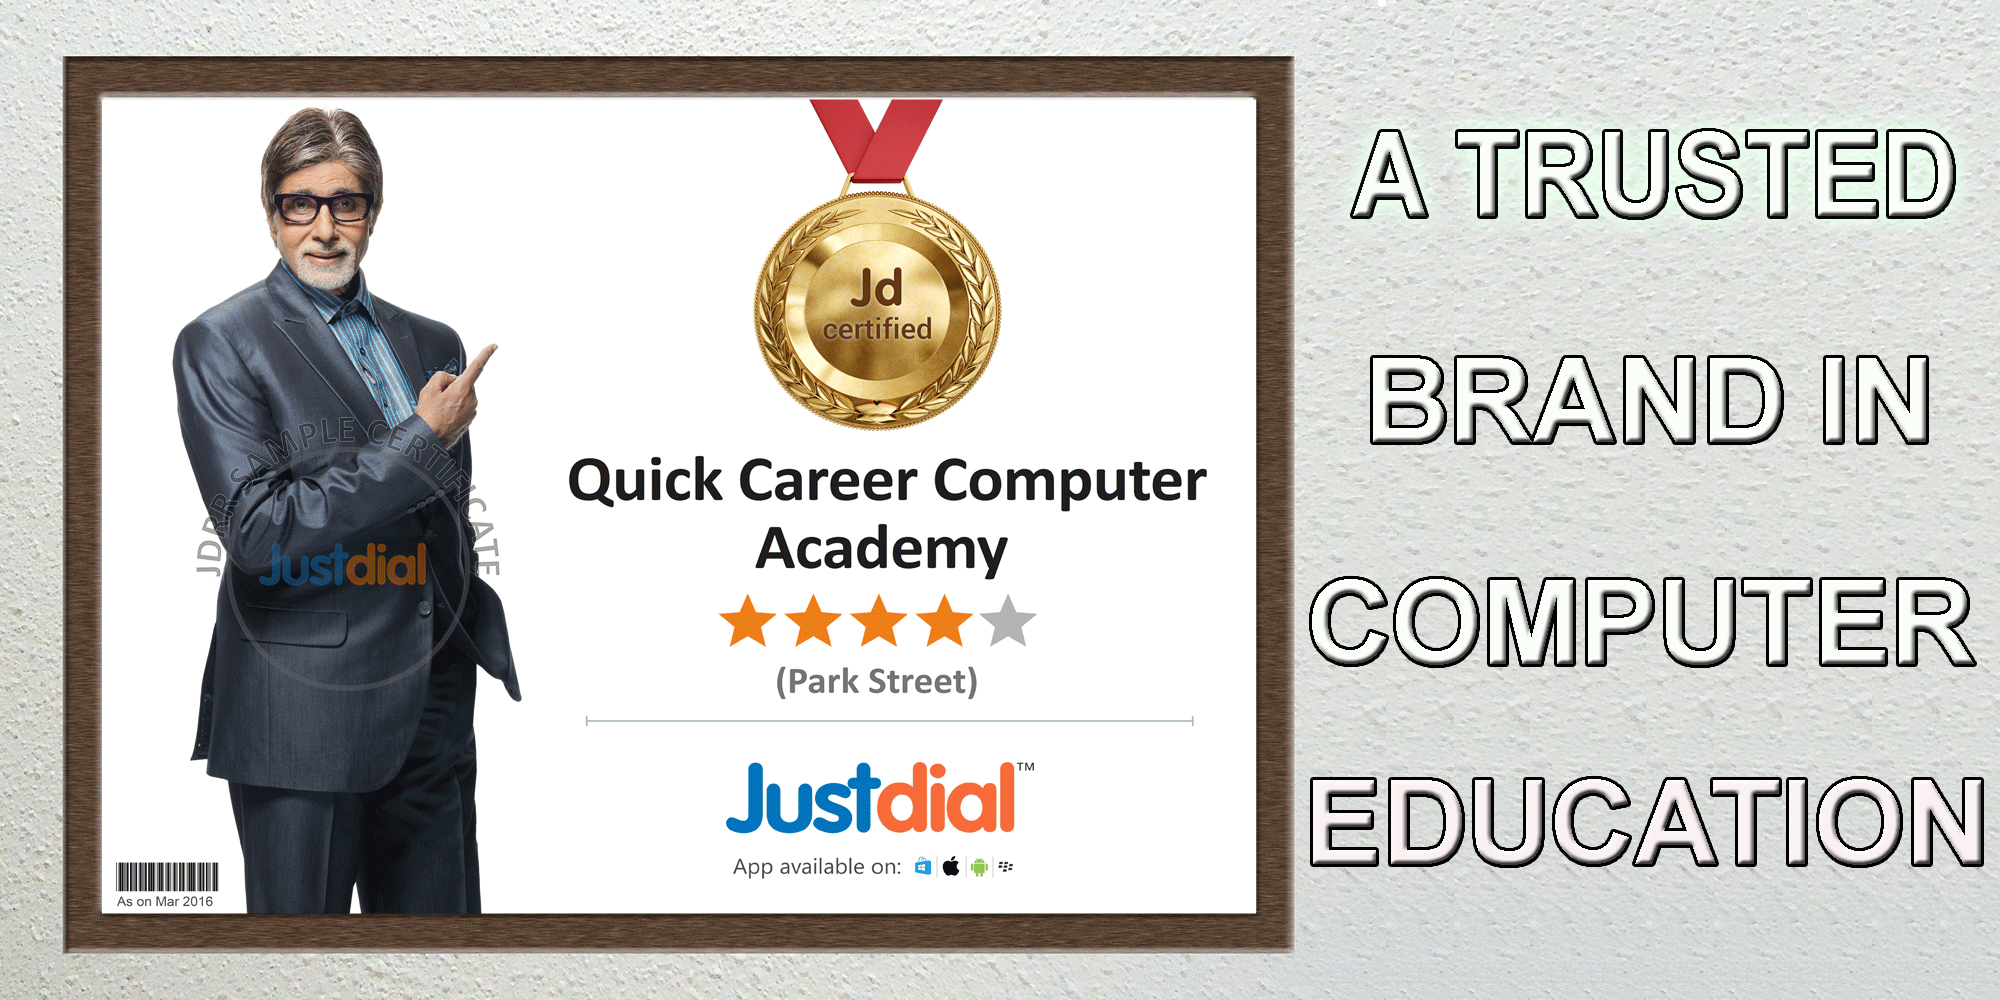 Jd
certified
Quick Career Computer
Academy
(Park Street)
Justdial™
App available on:
JDRR SAMPLE CERTIFICATE
Justdial
As on Mar 2016
A TRUSTED
BRAND IN
COMPUTER
EDUCATION